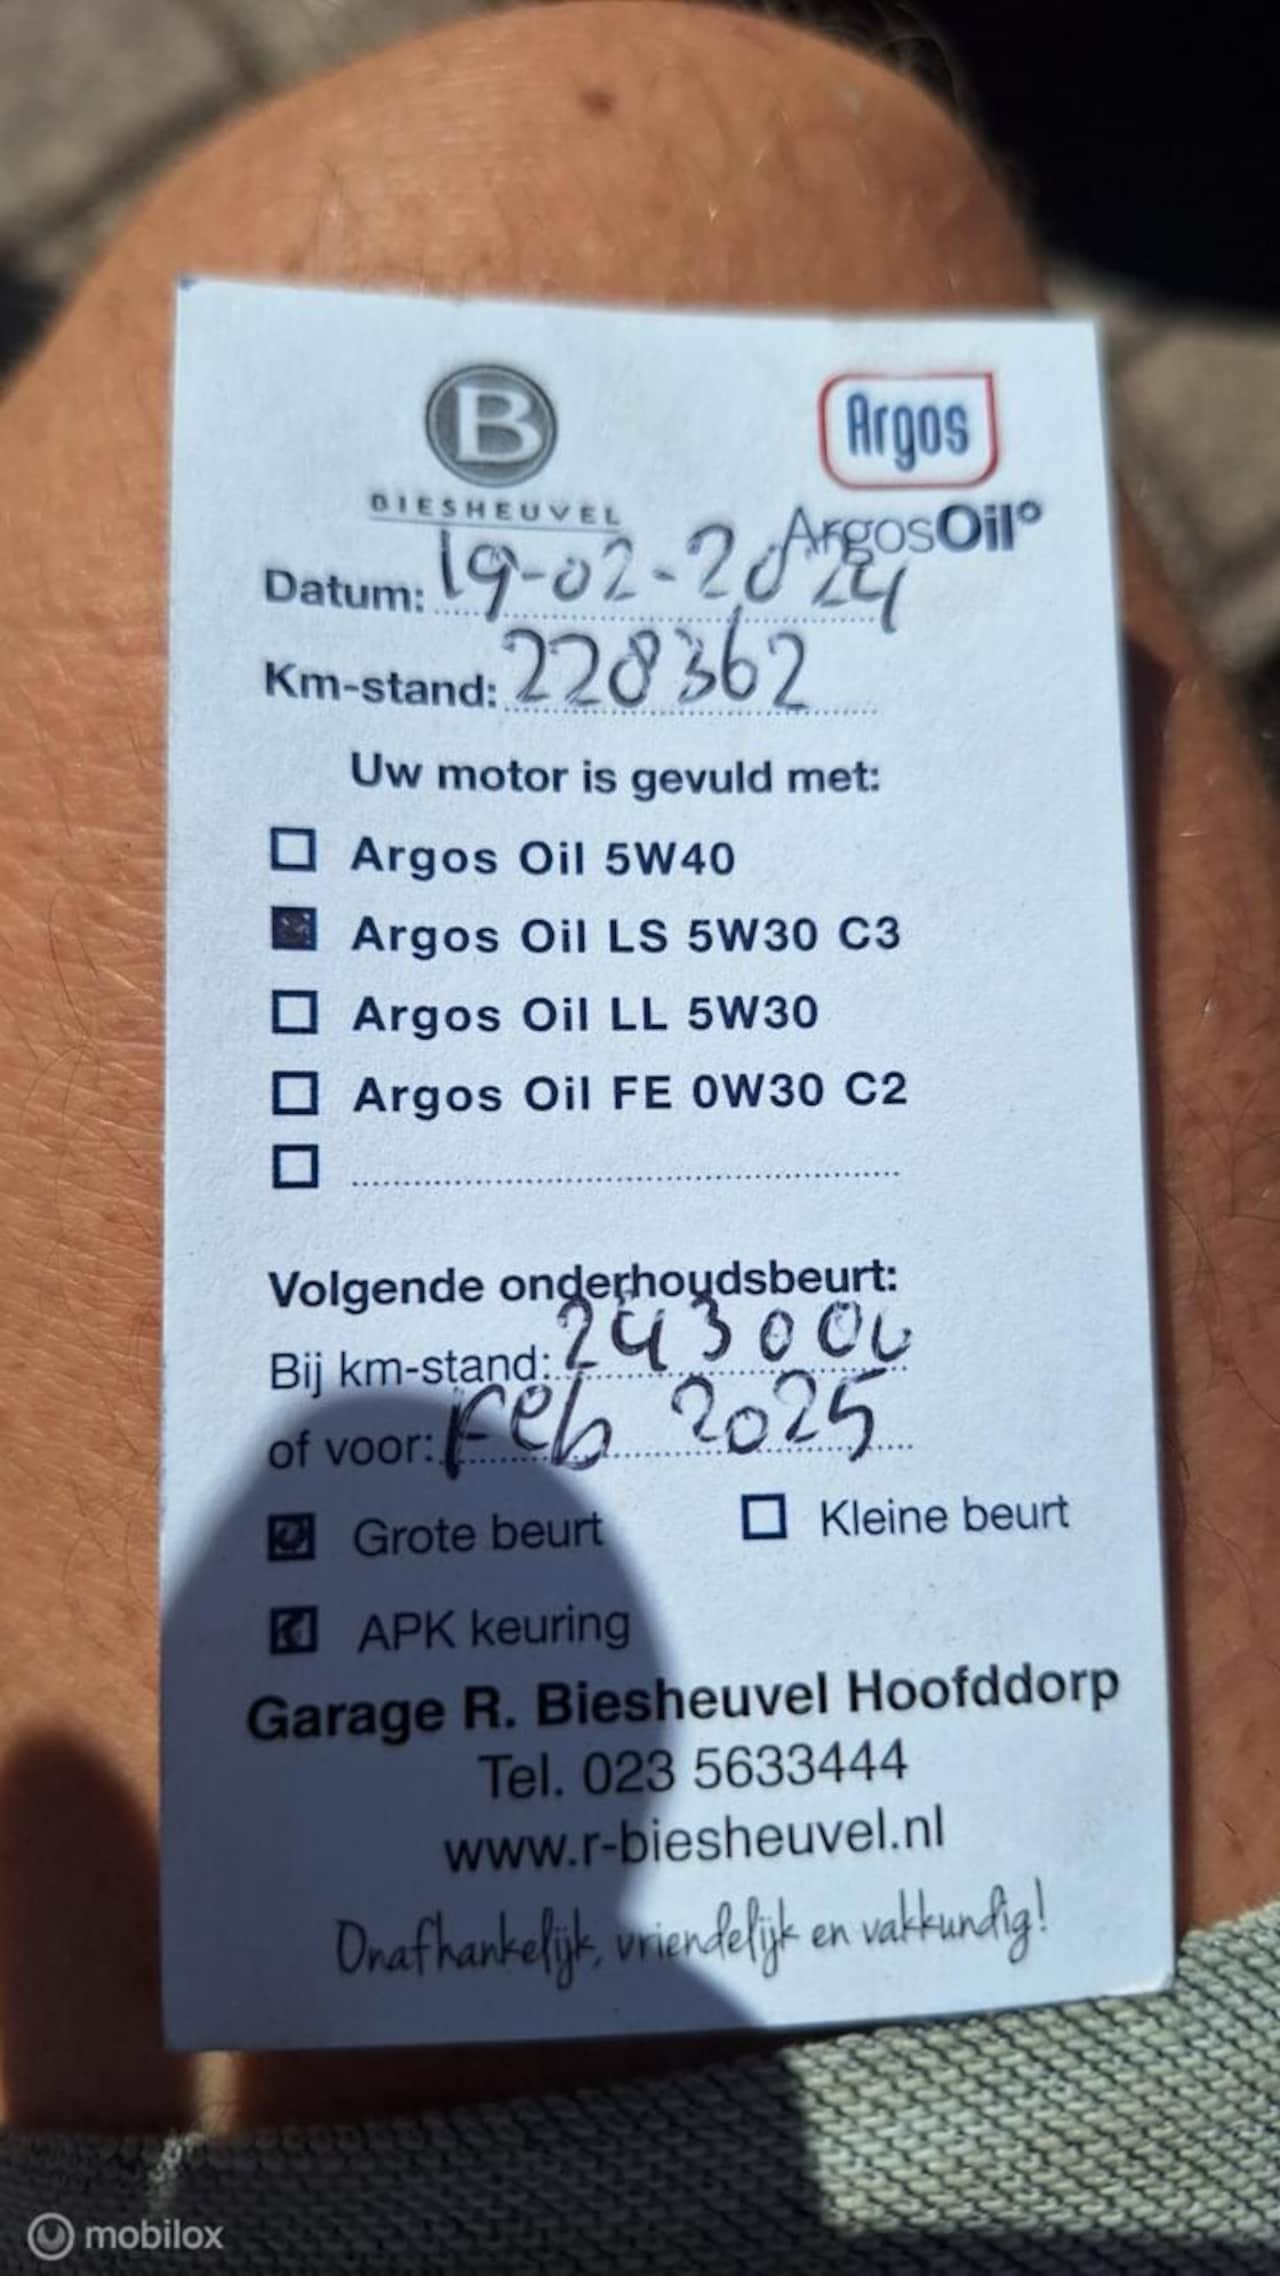 B
BIESHEUVEL
Argos
ArgosOil°
Datum: 19-02-2024
Km-stand: 228362
Uw motor is gevuld met:
Argos Oil 5W40
Argos Oil LS 5W30 C3
Argos Oil LL 5W30
Argos Oil FE 0W30 C2
Volgende onderhoudsbeurt:
Bij km-stand: 243000
of voor: Feb 2025
Grote beurt Kleine beurt
APK keuring
Garage R. Biesheuvel Hoofddorp
Tel. 023 5633444
www.r-biesheuvel.nl
Onafhankelijk, vriendelijk en vakkundig!
mobilox